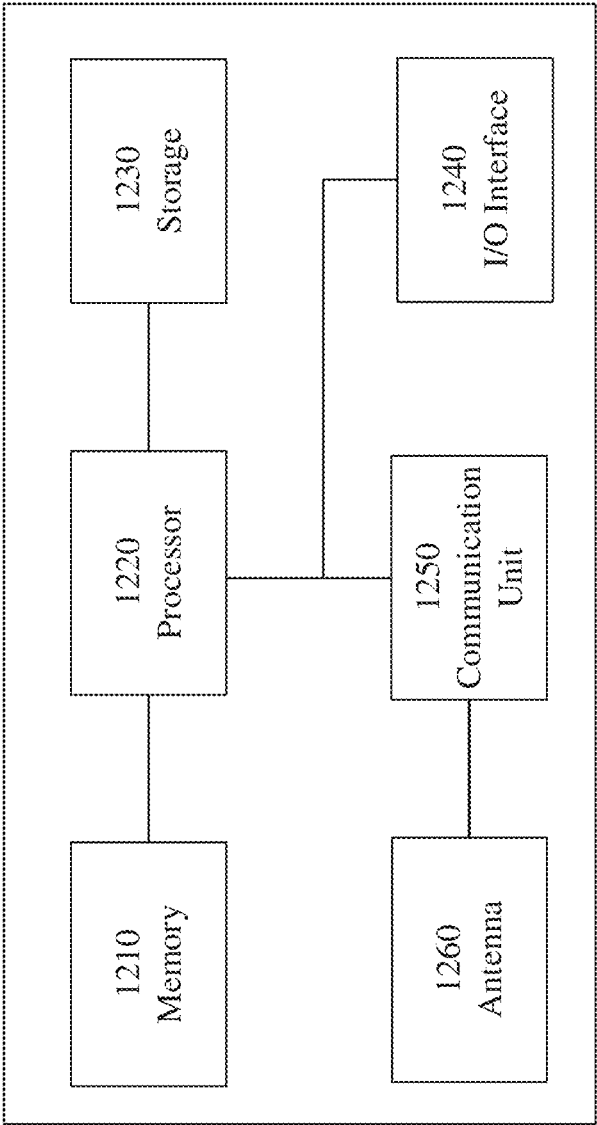 1210
Memory
1220
Processor
1230
Storage
1260
Antenna
1250
Communication
Unit
1240
I/O Interface